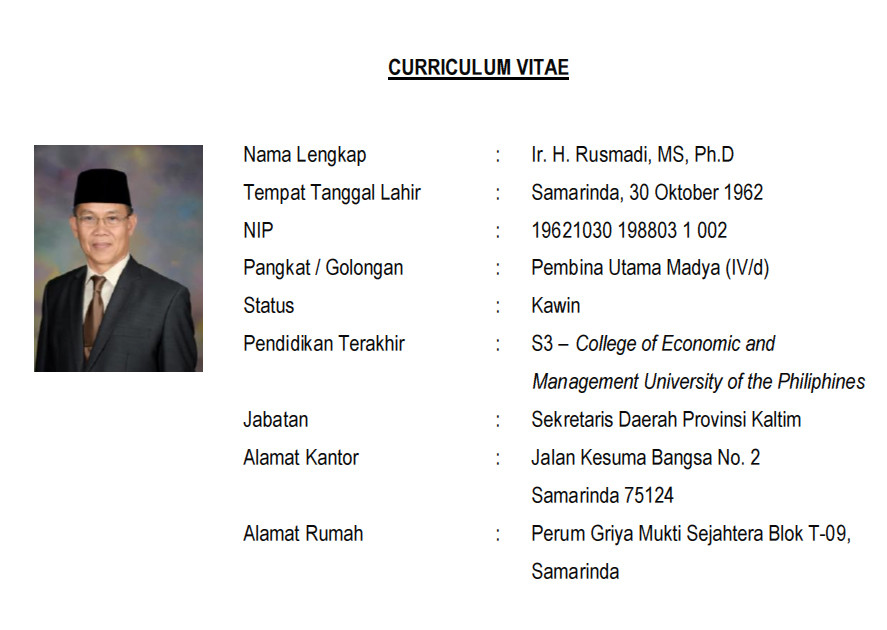 CURRICULUM VITAE
Nama Lengkap : Ir. H. Rusmadi, MS, Ph.D
Tempat Tanggal Lahir : Samarinda, 30 Oktober 1962
NIP : 19621030 198803 1 002
Pangkat / Golongan : Pembina Utama Madya (IV/d)
Status : Kawin
Pendidikan Terakhir : S3 – College of Economic and
Management University of the Philiphines
Jabatan : Sekretaris Daerah Provinsi Kaltim
Alamat Kantor : Jalan Kesuma Bangsa No. 2
Samarinda 75124
Alamat Rumah : Perum Griya Mukti Sejahtera Blok T-09,
Samarinda